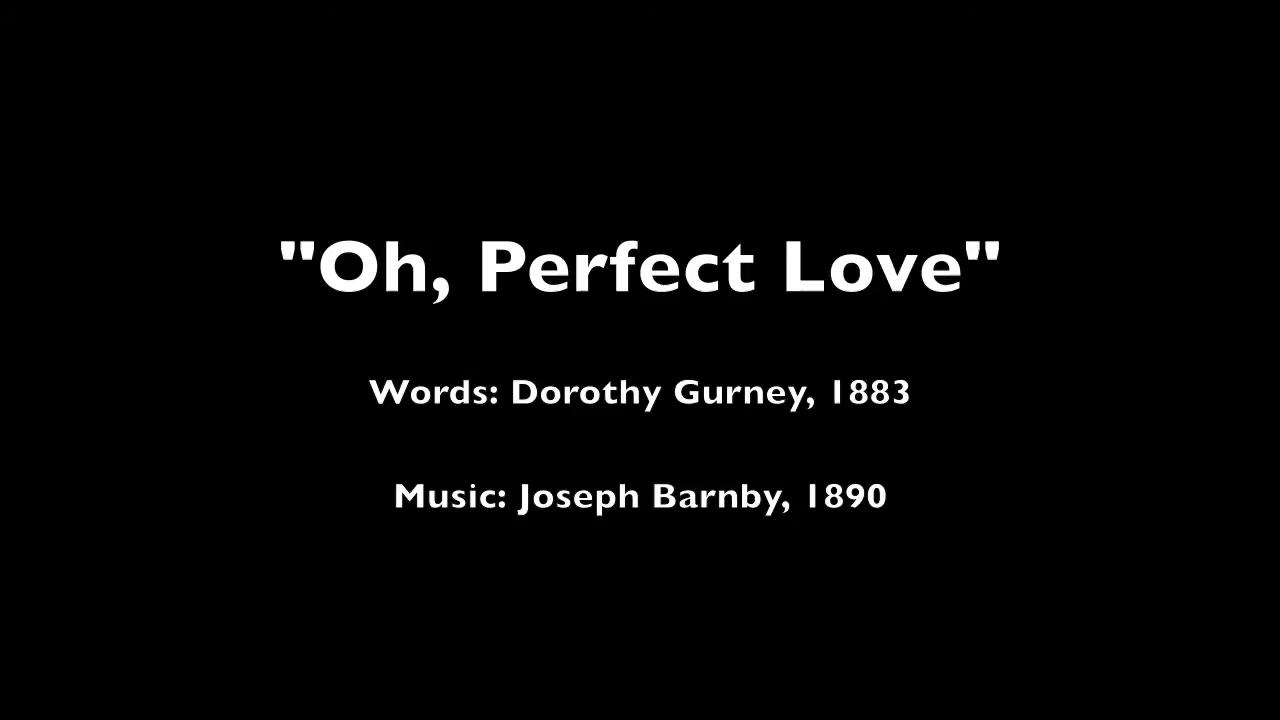 "Oh, Perfect Love"
Words: Dorothy Gurney, 1883
Music: Joseph Barnby, 1890